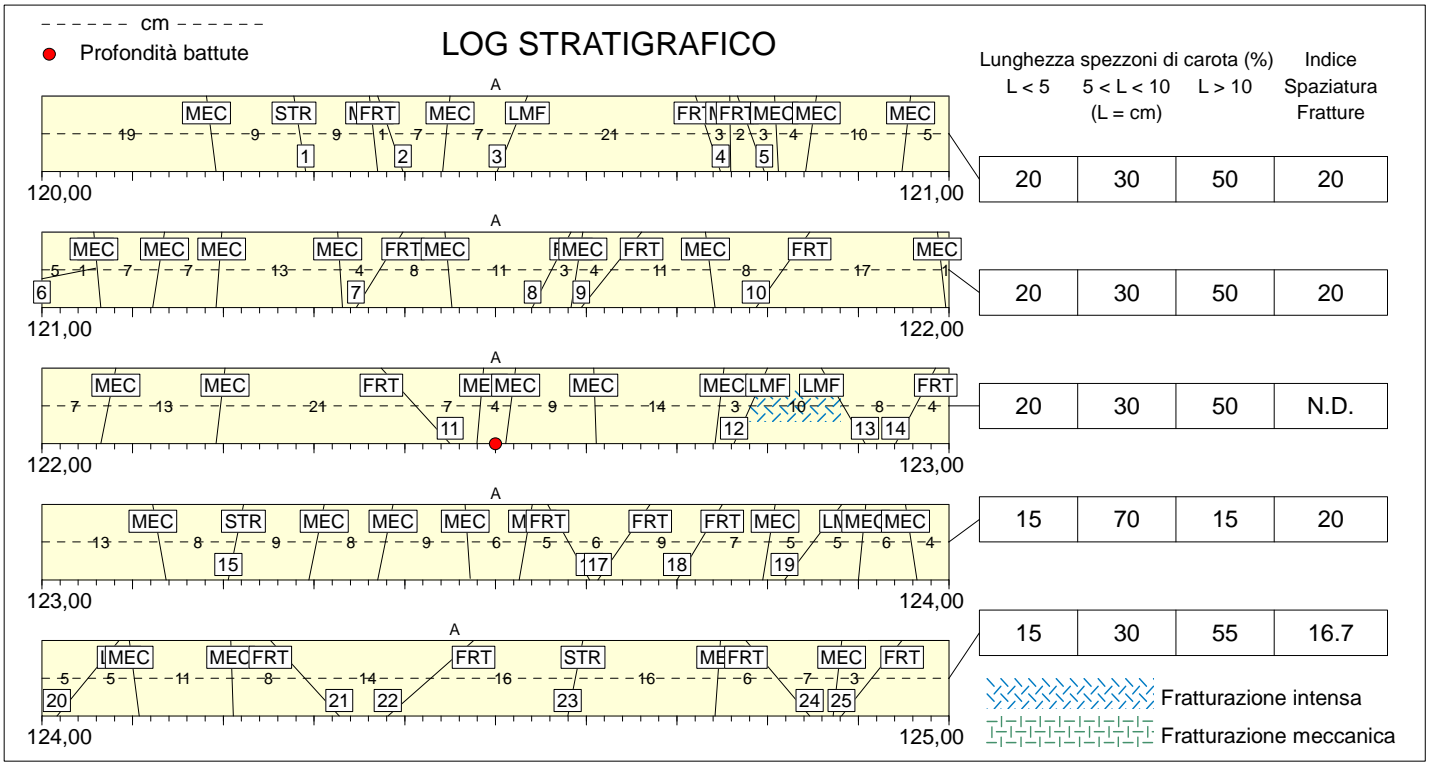 cm
Profondità battute
LOG STRATIGRAFICO
Lunghezza spezzoni di carota (%) Indice
L < 5 5 < L < 10 L > 10 Spaziatura
(L = cm) Fratture
A
MEC STR FRT MEC LMF FRT FRT MEC MEC MEC
19 9 9 1 7 7 21 3 2 3 4 10 5
1 2 3 4 5
120,00 121,00
20 30 50 20
A
MEC MEC MEC MEC FRT MEC MEC FRT MEC FRT MEC
5 1 7 7 13 4 8 11 3 4 11 8 17 1
6 7 8 9 10
121,00 122,00
20 30 50 20
A
MEC MEC FRT MEC MEC MEC LMF LMF FRT
7 13 21 7 4 9 14 3 10 8 4
11 12 13 14
122,00 123,00
20 30 50 N.D.
A
MEC STR MEC MEC MEC FRT FRT FRT MEC MEC MEC
13 8 9 8 9 6 5 6 9 7 5 5 6 4
15 17 18 19
123,00 124,00
15 70 15 20
A
MEC MEC FRT FRT STR FRT MEC FRT
5 5 11 8 14 16 16 6 7 3
20 21 22 23 24 25
124,00 125,00
15 30 55 16.7
Fratturazione intensa
Fratturazione meccanica